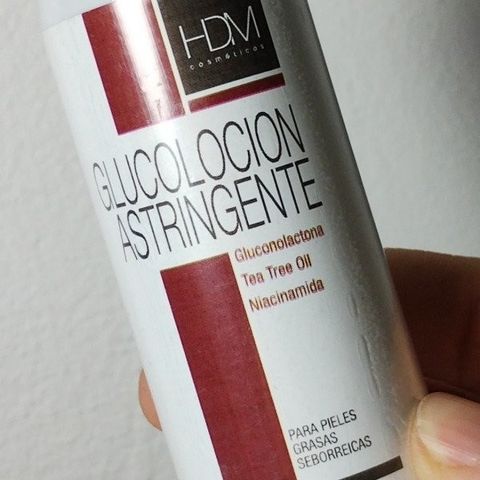 HDM
cosméticos
GLUCOLOCION
ASTRINGENTE
Gluconolactona
Tea Tree Oil
Niacinamida
PARA PIELES
GRASAS
SEBORREICAS